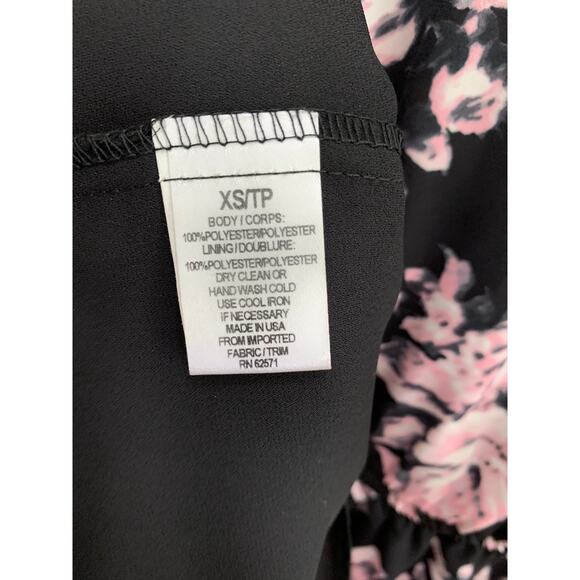 XS/TP
BODY / CORPS:
100%POLYESTER/POLYESTER
LINING / DOUBLURE:
100%POLYESTER/POLYESTER
DRY CLEAN OR
HAND WASH COLD
USE COOL IRON
IF NECESSARY
MADE IN USA
FROM IMPORTED
FABRIC / TRIM
RN 62571